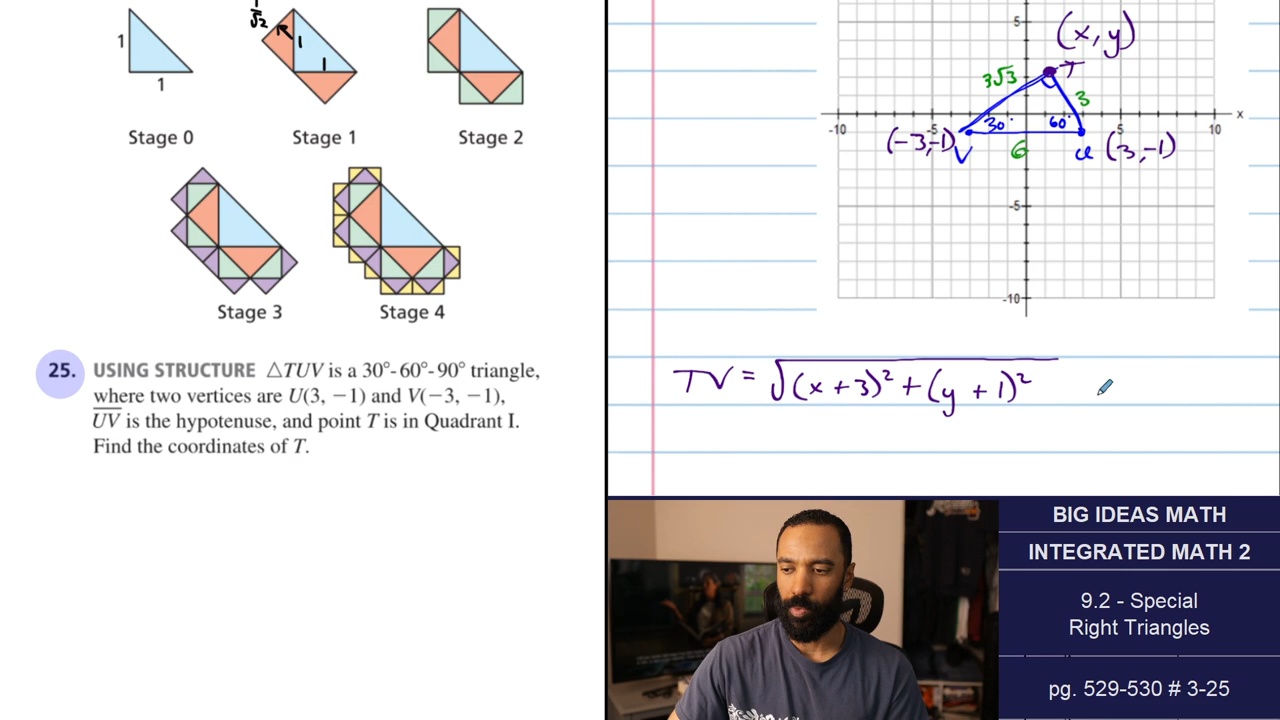 1
√2
1
1
1
1
Stage 0
Stage 1
Stage 2
Stage 3
Stage 4
25. USING STRUCTURE △TUV is a 30°-60°-90° triangle,
where two vertices are U(3, −1) and V(−3, −1),
UV is the hypotenuse, and point T is in Quadrant I.
Find the coordinates of T.
5
(x, y)
T
3√3
3
-10
-5
30°
60°
5
10
x
(−3,−1)
V
6
U
(3,−1)
-5
-10
TV = √(x + 3)² + (y + 1)²
BIG IDEAS MATH
INTEGRATED MATH 2
9.2 - Special
Right Triangles
pg. 529-530 # 3-25